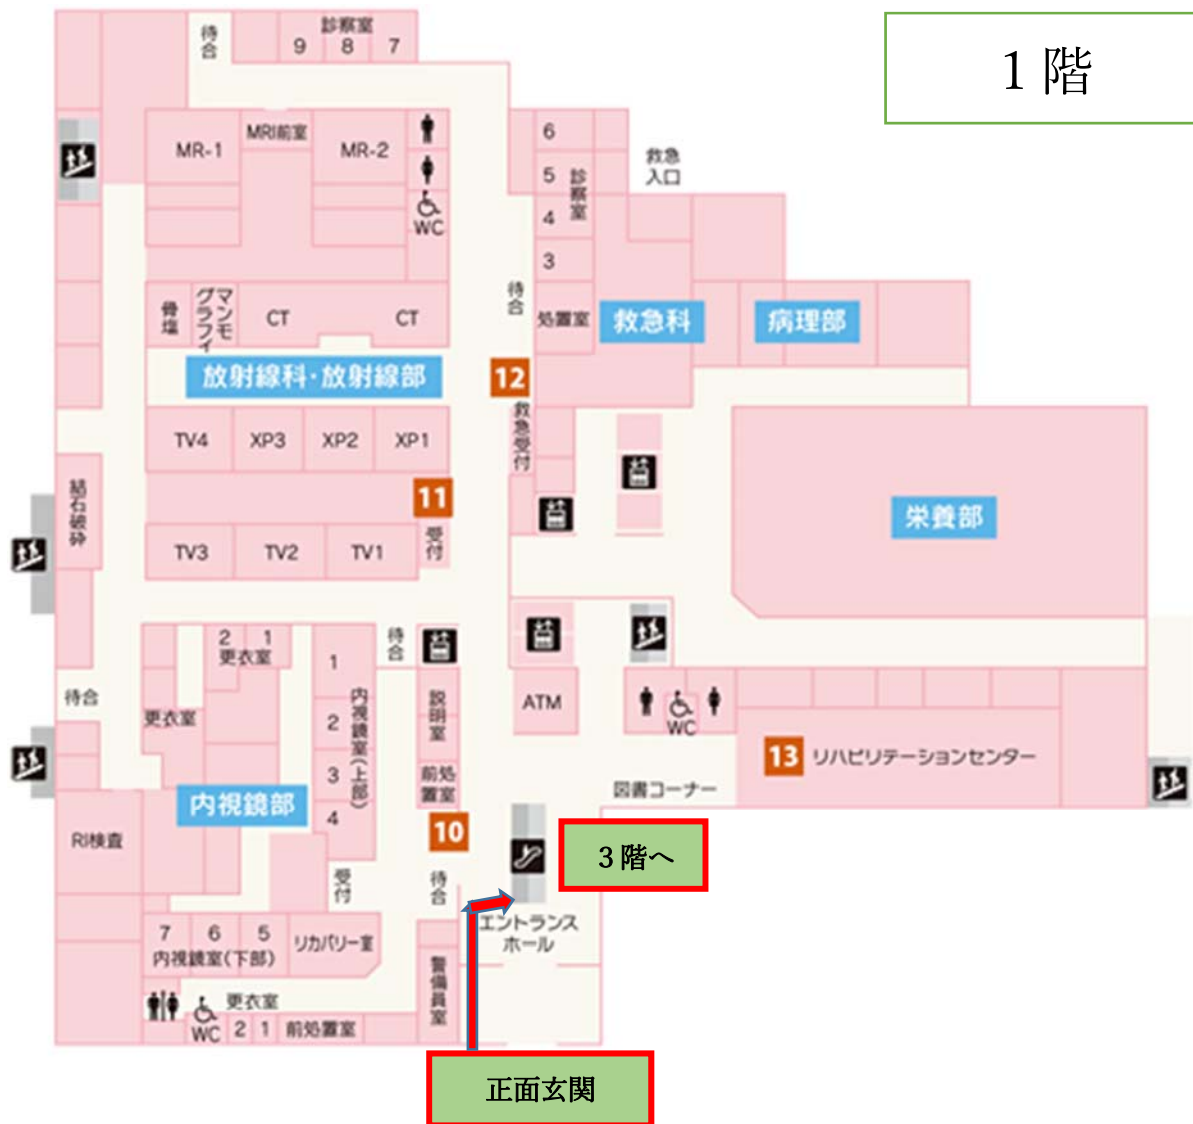 1階
診察室
待合
9 8 7
MR-1
MRI前室
MR-2
WC
6
5
4
3
診察室
救急
入口
待合
処置室
救急科
病理部
骨塩
マンモ
グラフィ
CT
CT
放射線科・放射線部
12
救急受付
TV4
XP3
XP2
XP1
11
受付
結石破砕
TV3
TV2
TV1
栄養部
2 1
更衣室
待合
1
2
3
4
内視鏡室(上部)
説明室
前処
置室
ATM
WC
待合
更衣室
13
リハビリテーションセンター
図書コーナー
内視鏡部
10
RI検査
3階へ
受付
待合
エントランス
ホール
7 6 5
内視鏡室(下部)
リカバリー室
警備員室
更衣室
WC
2 1
前処置室
正面玄関